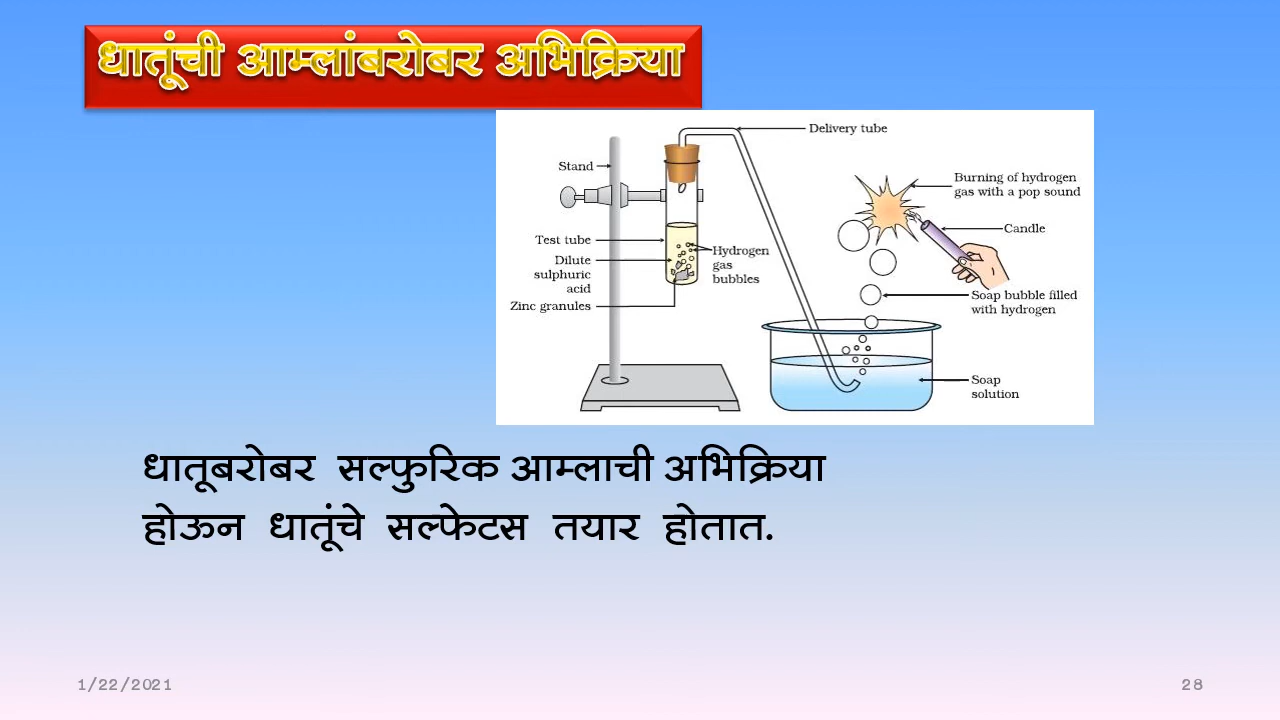 धातूंची आम्लांबरोबर अभिक्रिया
Delivery tube
Stand
Burning of hydrogen
gas with a pop sound
Candle
Test tube
Hydrogen
gas
bubbles
Dilute
sulphuric
acid
Zinc granules
Soap bubble filled
with hydrogen
Soap
solution
धातूबरोबर सल्फुरिक आम्लाची अभिक्रिया
होऊन धातूंचे सल्फेटस तयार होतात.
1/22/2021
28